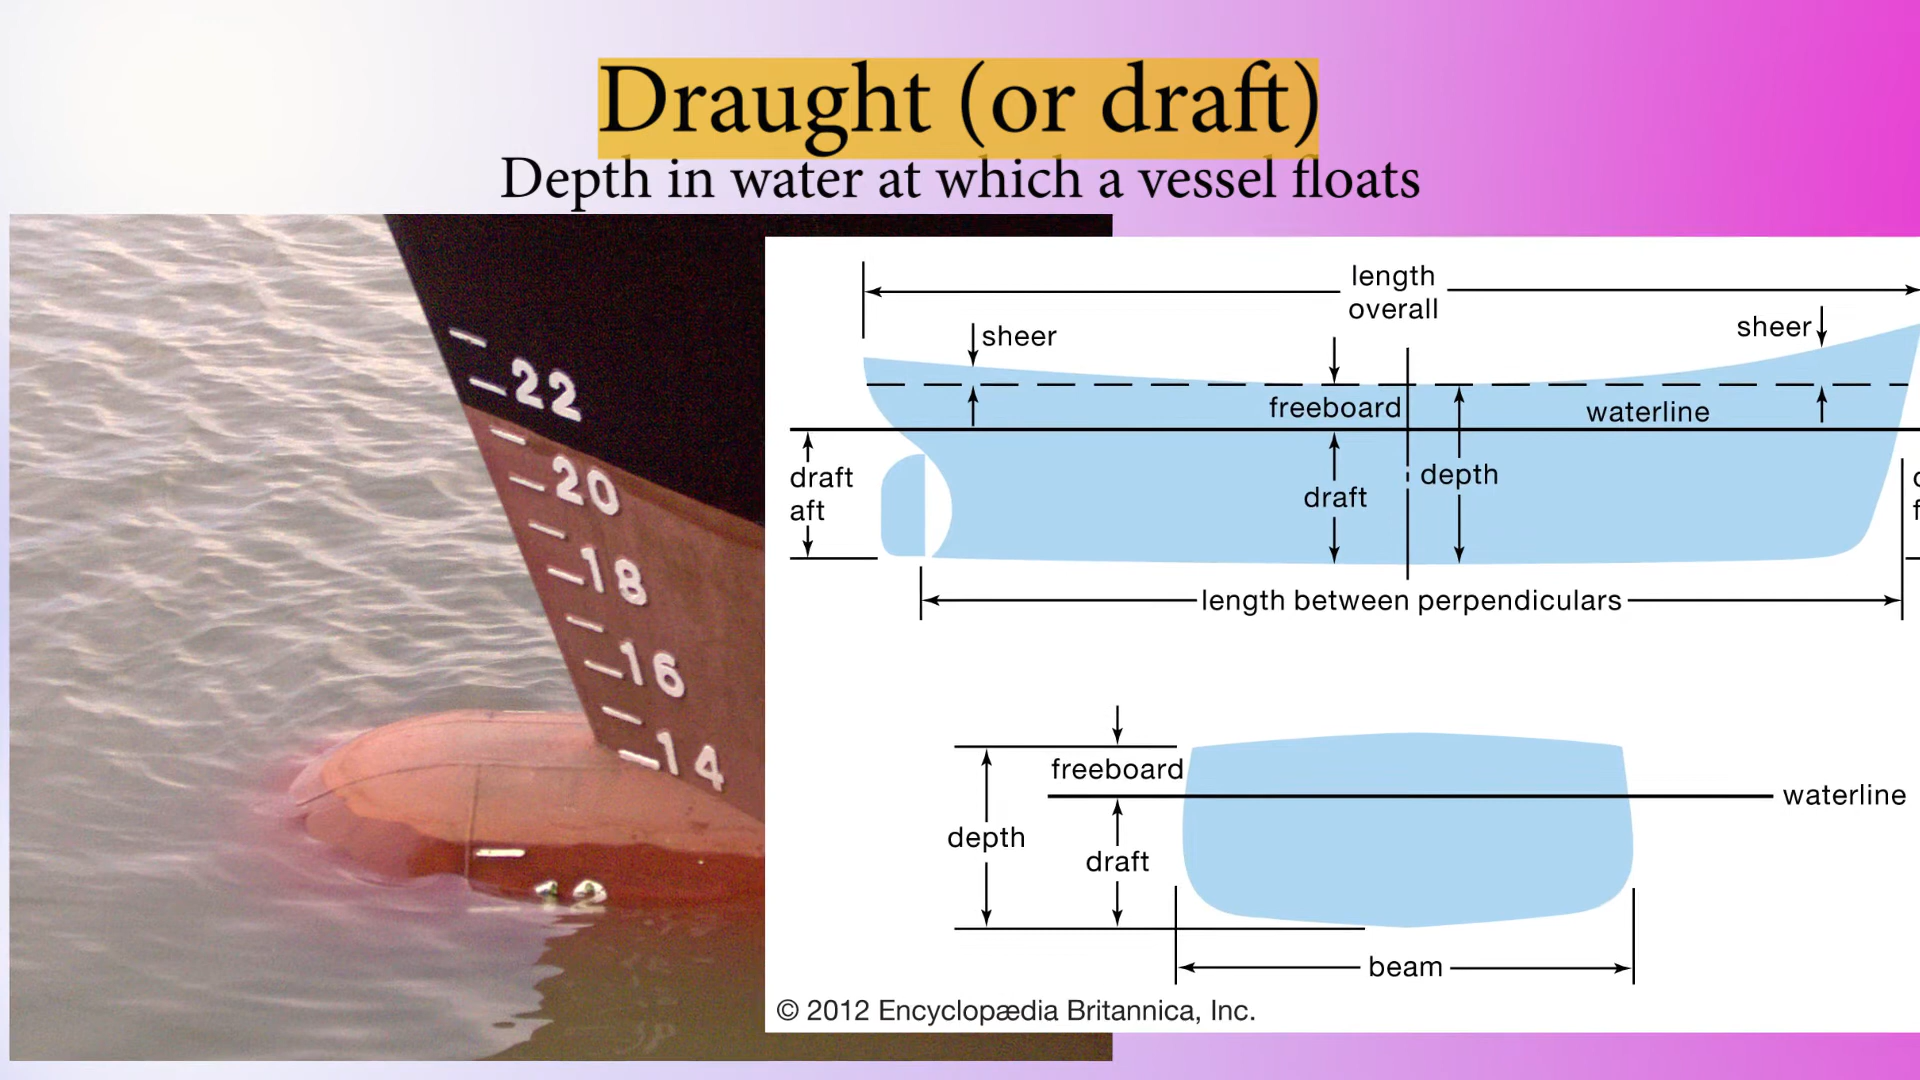 Draught (or draft)
Depth in water at which a vessel floats
22
20
18
16
14
12
length
overall
sheer
sheer
freeboard
waterline
draft
aft
draft
depth
length between perpendiculars
freeboard
waterline
depth
draft
beam
© 2012 Encyclopædia Britannica, Inc.